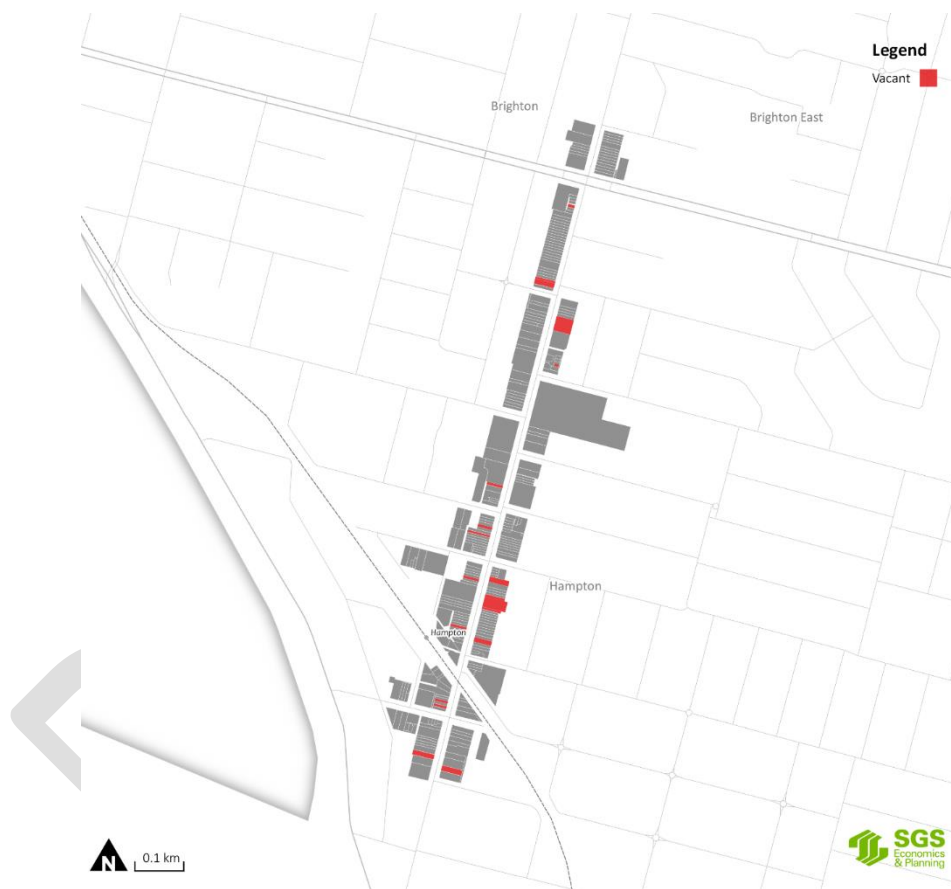 Legend
Vacant
Brighton
Brighton East
Hampton
Hampton
N
0.1 km
SGS
Economics
& Planning